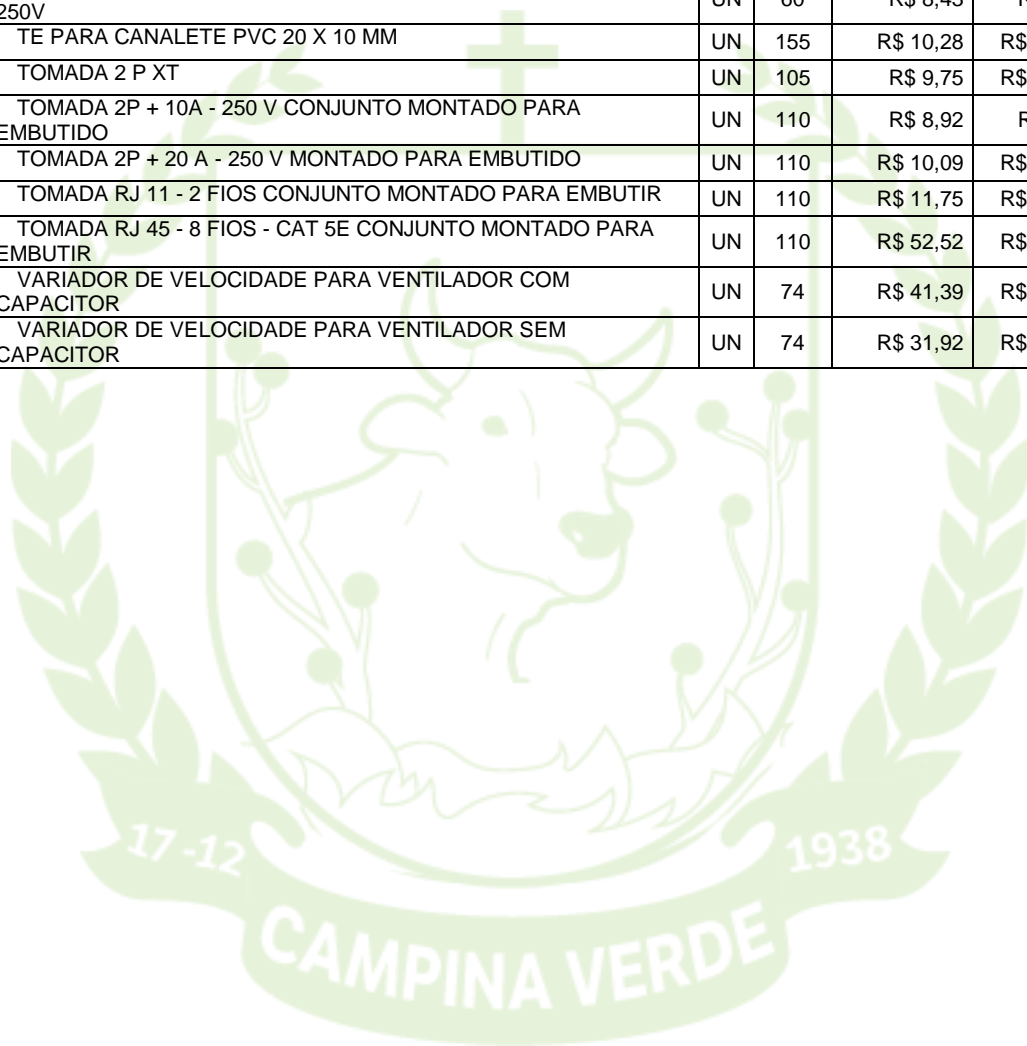 250V UN 60 R$ 8,43
TE PARA CANALETE PVC 20 X 10 MM UN 155 R$ 10,28 R$
TOMADA 2 P XT UN 105 R$ 9,75 R$
TOMADA 2P + 10A - 250 V CONJUNTO MONTADO PARA
EMBUTIDO UN 110 R$ 8,92
TOMADA 2P + 20 A - 250 V MONTADO PARA EMBUTIDO UN 110 R$ 10,09 R$
TOMADA RJ 11 - 2 FIOS CONJUNTO MONTADO PARA EMBUTIR UN 110 R$ 11,75 R$
TOMADA RJ 45 - 8 FIOS - CAT 5E CONJUNTO MONTADO PARA
EMBUTIR UN 110 R$ 52,52 R$
VARIADOR DE VELOCIDADE PARA VENTILADOR COM
CAPACITOR UN 74 R$ 41,39 R$
VARIADOR DE VELOCIDADE PARA VENTILADOR SEM
CAPACITOR UN 74 R$ 31,92 R$
17-12
1938
CAMPINA VERDE